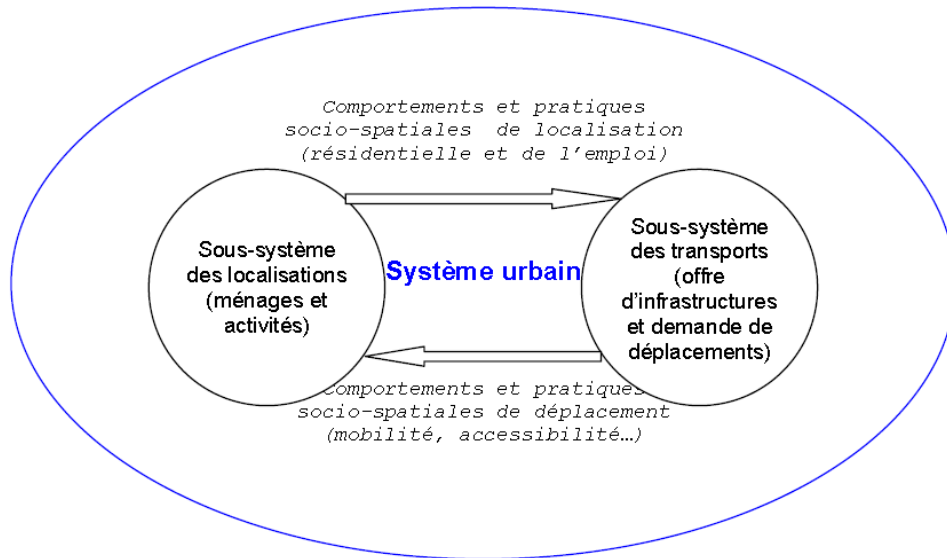 Comportements et pratiques
socio-spatiales de localisation
(résidentielle et de l'emploi)
Sous-système
des localisations
(ménages et
activités)
Système urbain
Sous-système
des transports
(offre
d'infrastructures
et demande de
déplacements)
Comportements et pratiques
socio-spatiales de déplacement
(mobilité, accessibilité…)